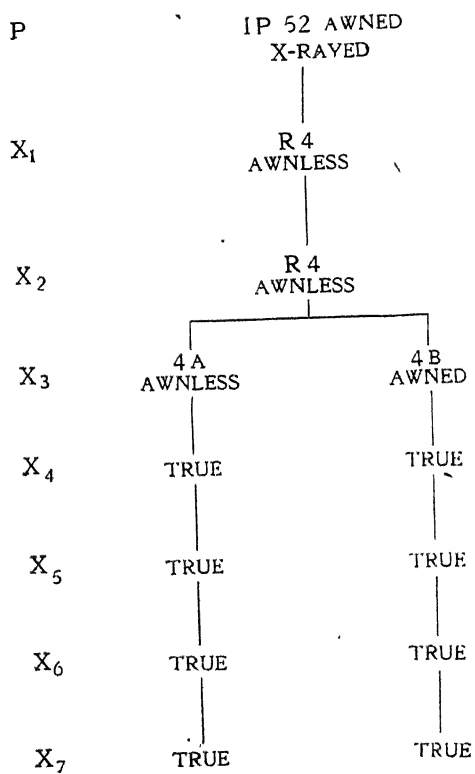 P IP 52 AWNED
X-RAYED
X₁ R 4
AWNLESS
X₂ R 4
AWNLESS
X₃ 4 A 4 B
AWNLESS AWNED
X₄ TRUE TRUE
X₅ TRUE TRUE
X₆ TRUE TRUE
X₇ TRUE TRUE